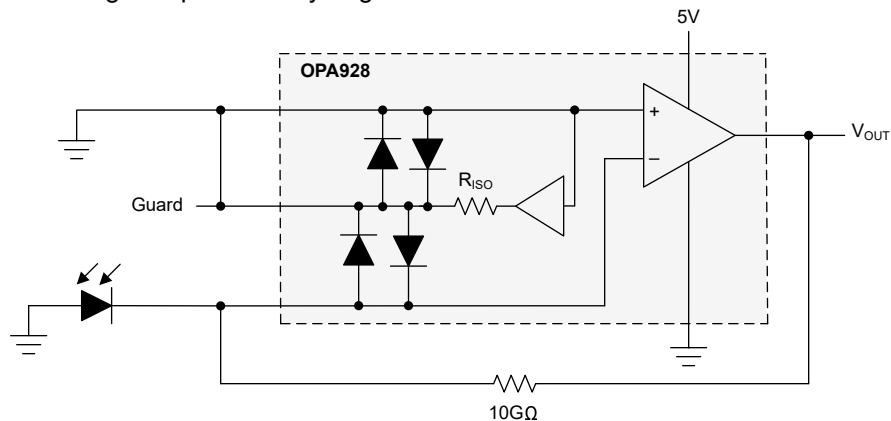 5V
OPA928
+
R_ISO
−
V_OUT
Guard
10GΩ